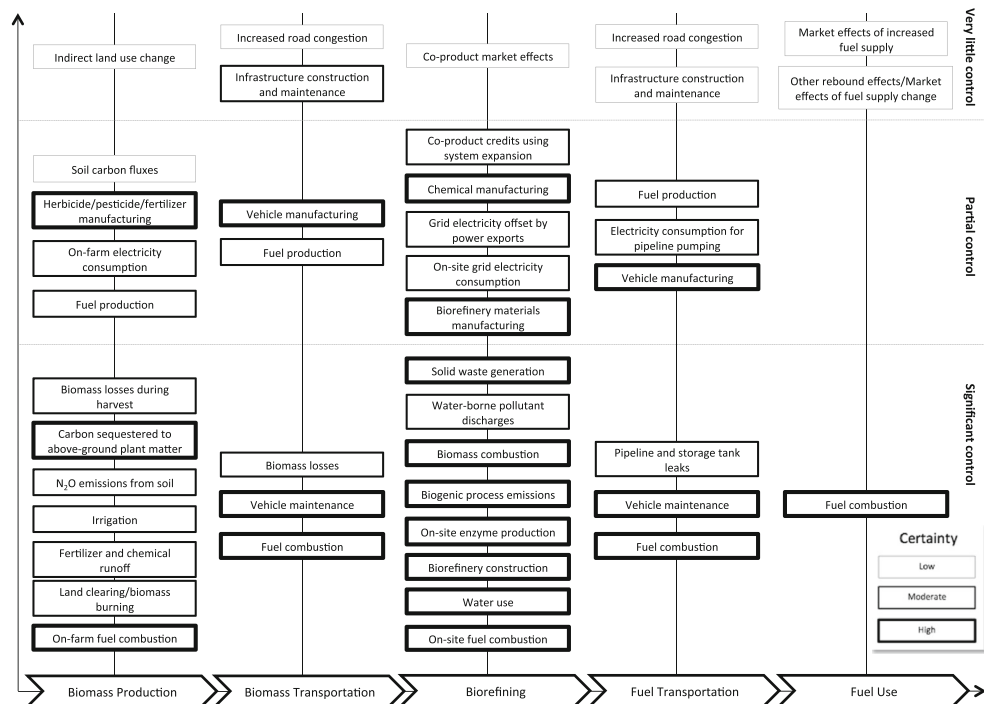 Indirect land use change
Soil carbon fluxes
Herbicide/pesticide/fertilizer
manufacturing
On-farm electricity
consumption
Fuel production
Biomass losses during
harvest
Carbon sequestered to
above-ground plant matter
N₂O emissions from soil
Irrigation
Fertilizer and chemical
runoff
Land clearing/biomass
burning
On-farm fuel combustion
Biomass Production
Increased road congestion
Infrastructure construction
and maintenance
Vehicle manufacturing
Fuel production
Biomass losses
Vehicle maintenance
Fuel combustion
Biomass Transportation
Co-product market effects
Co-product credits using
system expansion
Chemical manufacturing
Grid electricity offset by
power exports
On-site grid electricity
consumption
Biorefinery materials
manufacturing
Solid waste generation
Water-borne pollutant
discharges
Biomass combustion
Biogenic process emissions
On-site enzyme production
Biorefinery construction
Water use
On-site fuel combustion
Biorefining
Increased road congestion
Infrastructure construction
and maintenance
Fuel production
Electricity consumption for
pipeline pumping
Vehicle manufacturing
Pipeline and storage tank
leaks
Vehicle maintenance
Fuel combustion
Fuel Transportation
Market effects of increased
fuel supply
Other rebound effects/Market
effects of fuel supply change
Fuel combustion
Fuel Use
Very little control
Partial control
Significant control
Certainty
Low
Moderate
High